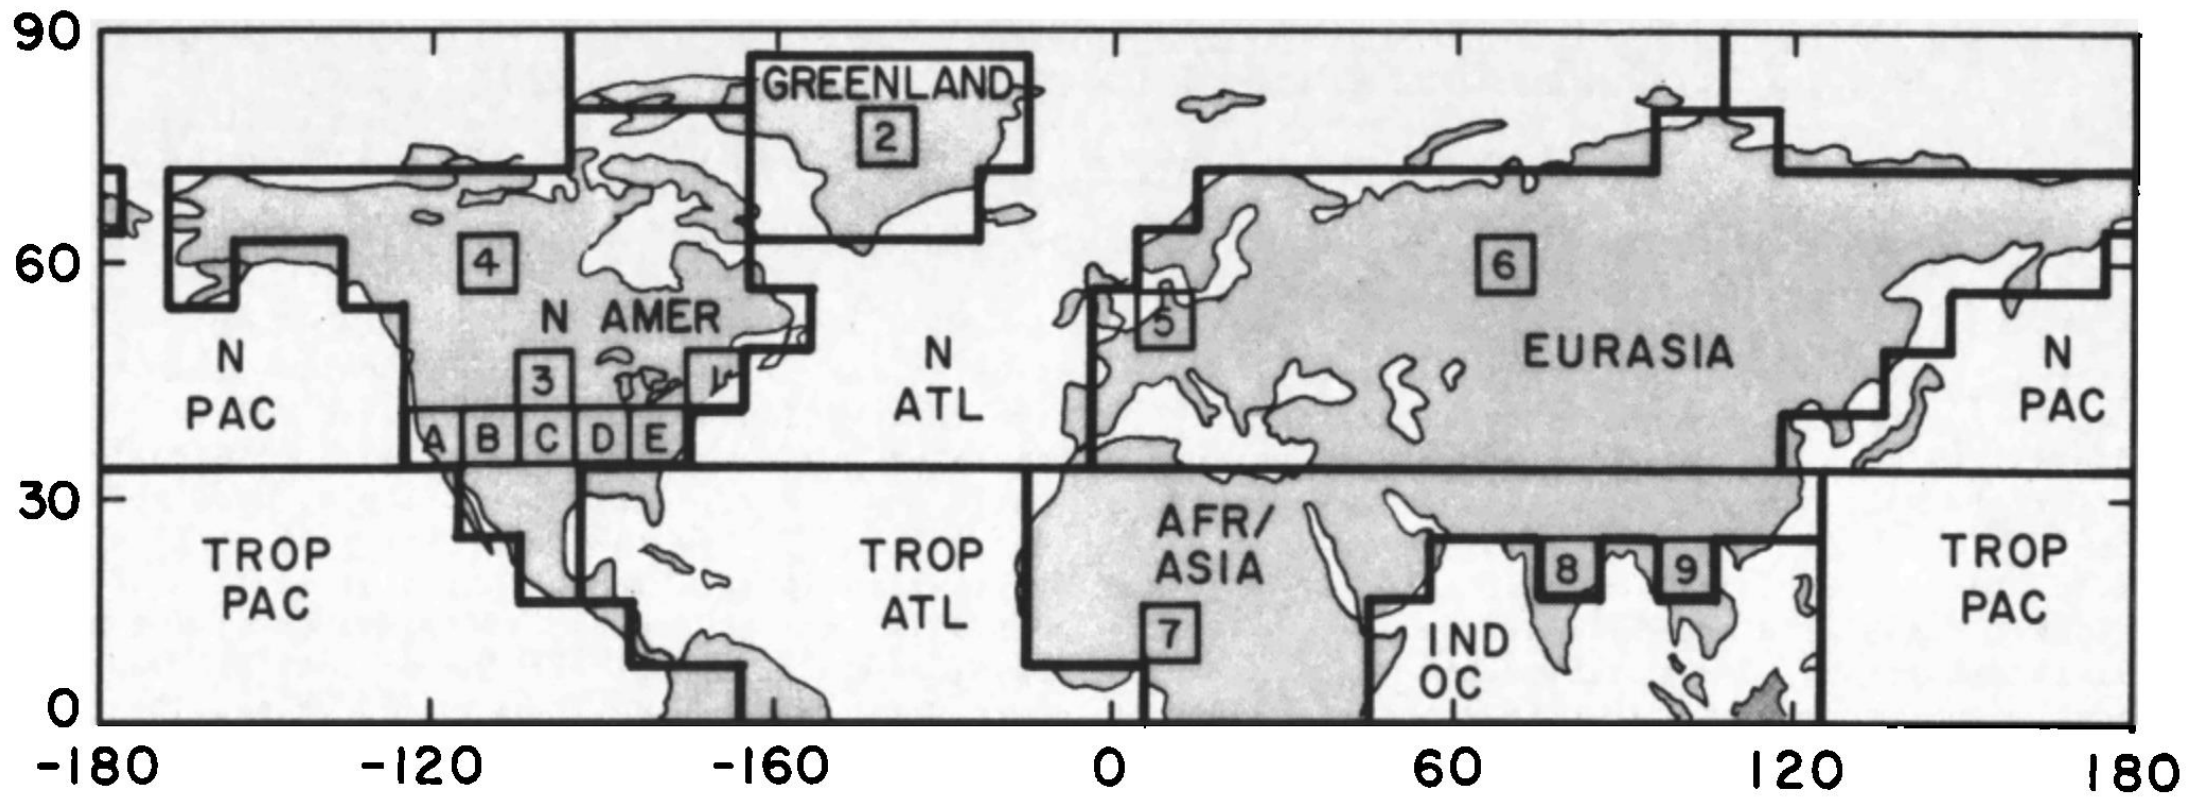 90
GREENLAND
2
60
4
6
N AMER
5
N
PAC
N
ATL
EURASIA
N
PAC
3
1
A B C D E
30
AFR/
ASIA
TROP
PAC
TROP
ATL
8
9
TROP
PAC
7
IND
OC
0
-180 -120 -160 0 60 120 180